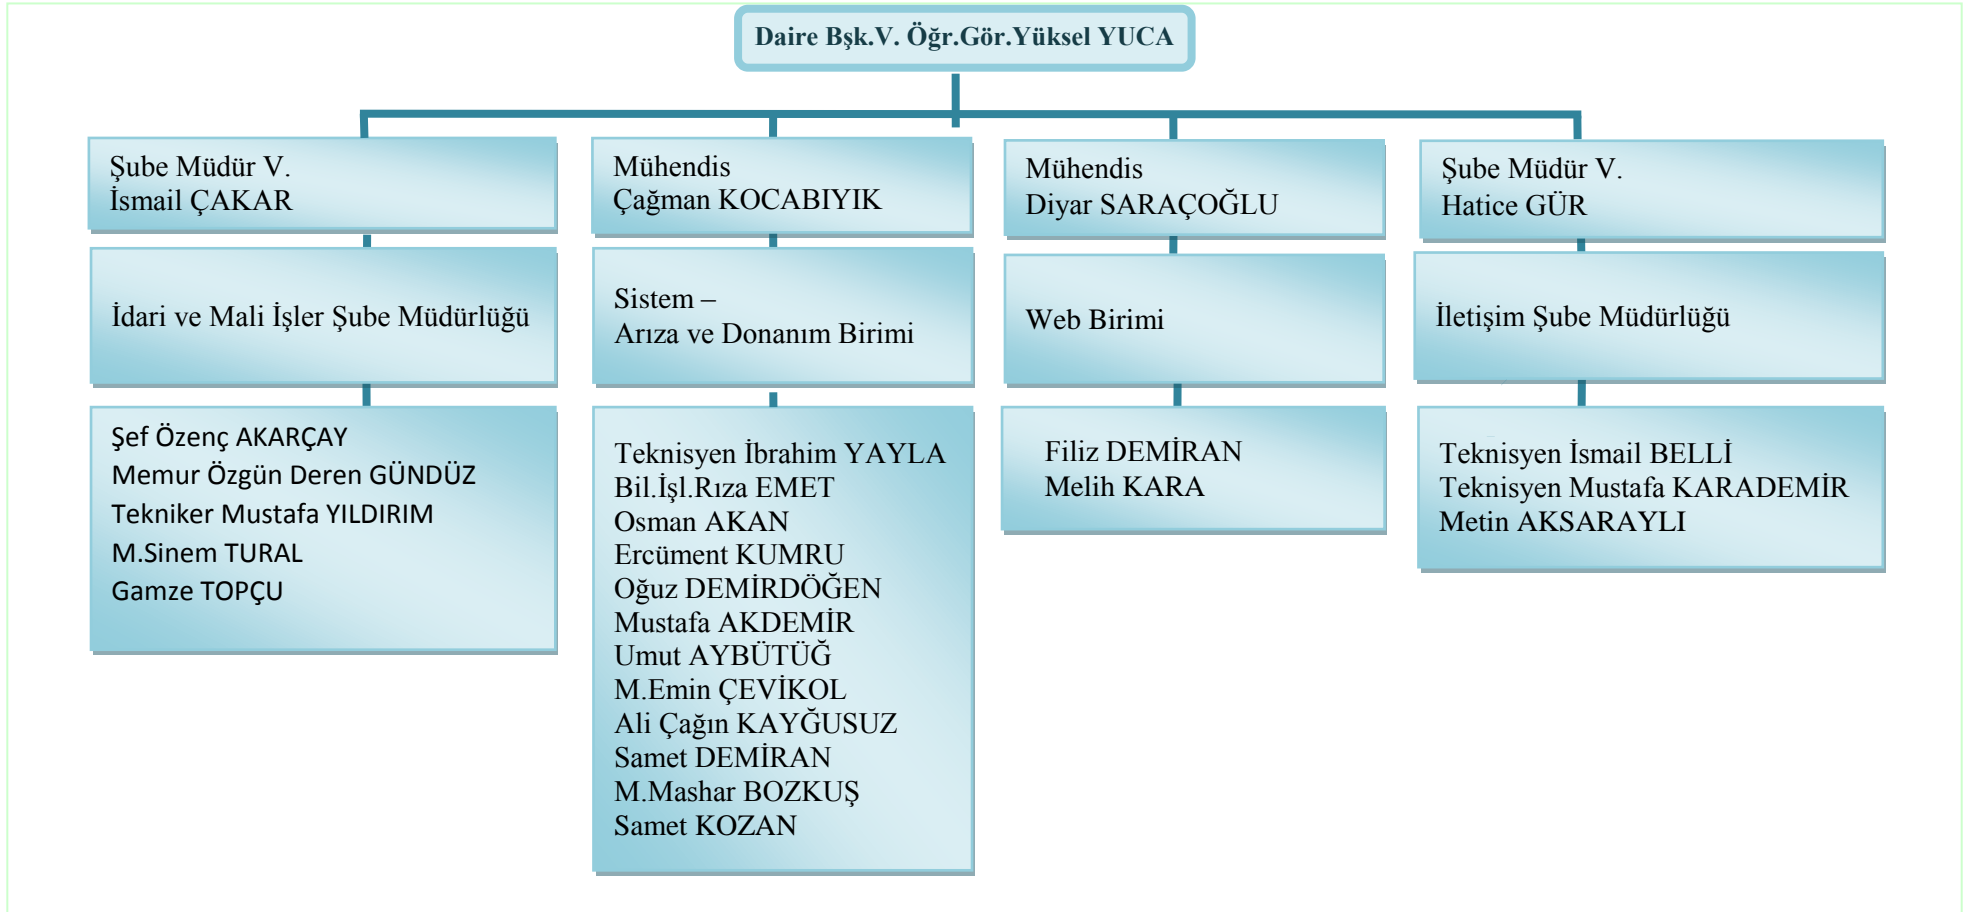 Daire Bşk.V. Öğr.Gör.Yüksel YUCA
Şube Müdür V.
İsmail ÇAKAR
İdari ve Mali İşler Şube Müdürlüğü
Şef Özenç AKARÇAY
Memur Özgün Deren GÜNDÜZ
Tekniker Mustafa YILDIRIM
M.Sinem TURAL
Gamze TOPÇU
Mühendis
Çağman KOCABIYIK
Sistem –
Arıza ve Donanım Birimi
Teknisyen İbrahim YAYLA
Bil.İşl.Rıza EMET
Osman AKAN
Ercüment KUMRU
Oğuz DEMİRDÖĞEN
Mustafa AKDEMİR
Umut AYBÜTÜĞ
M.Emin ÇEVİKOL
Ali Çağın KAYĞUSUZ
Samet DEMİRAN
M.Mashar BOZKUŞ
Samet KOZAN
Mühendis
Diyar SARAÇOĞLU
Web Birimi
Filiz DEMİRAN
Melih KARA
Şube Müdür V.
Hatice GÜR
İletişim Şube Müdürlüğü
Teknisyen İsmail BELLİ
Teknisyen Mustafa KARADEMİR
Metin AKSARAYLI